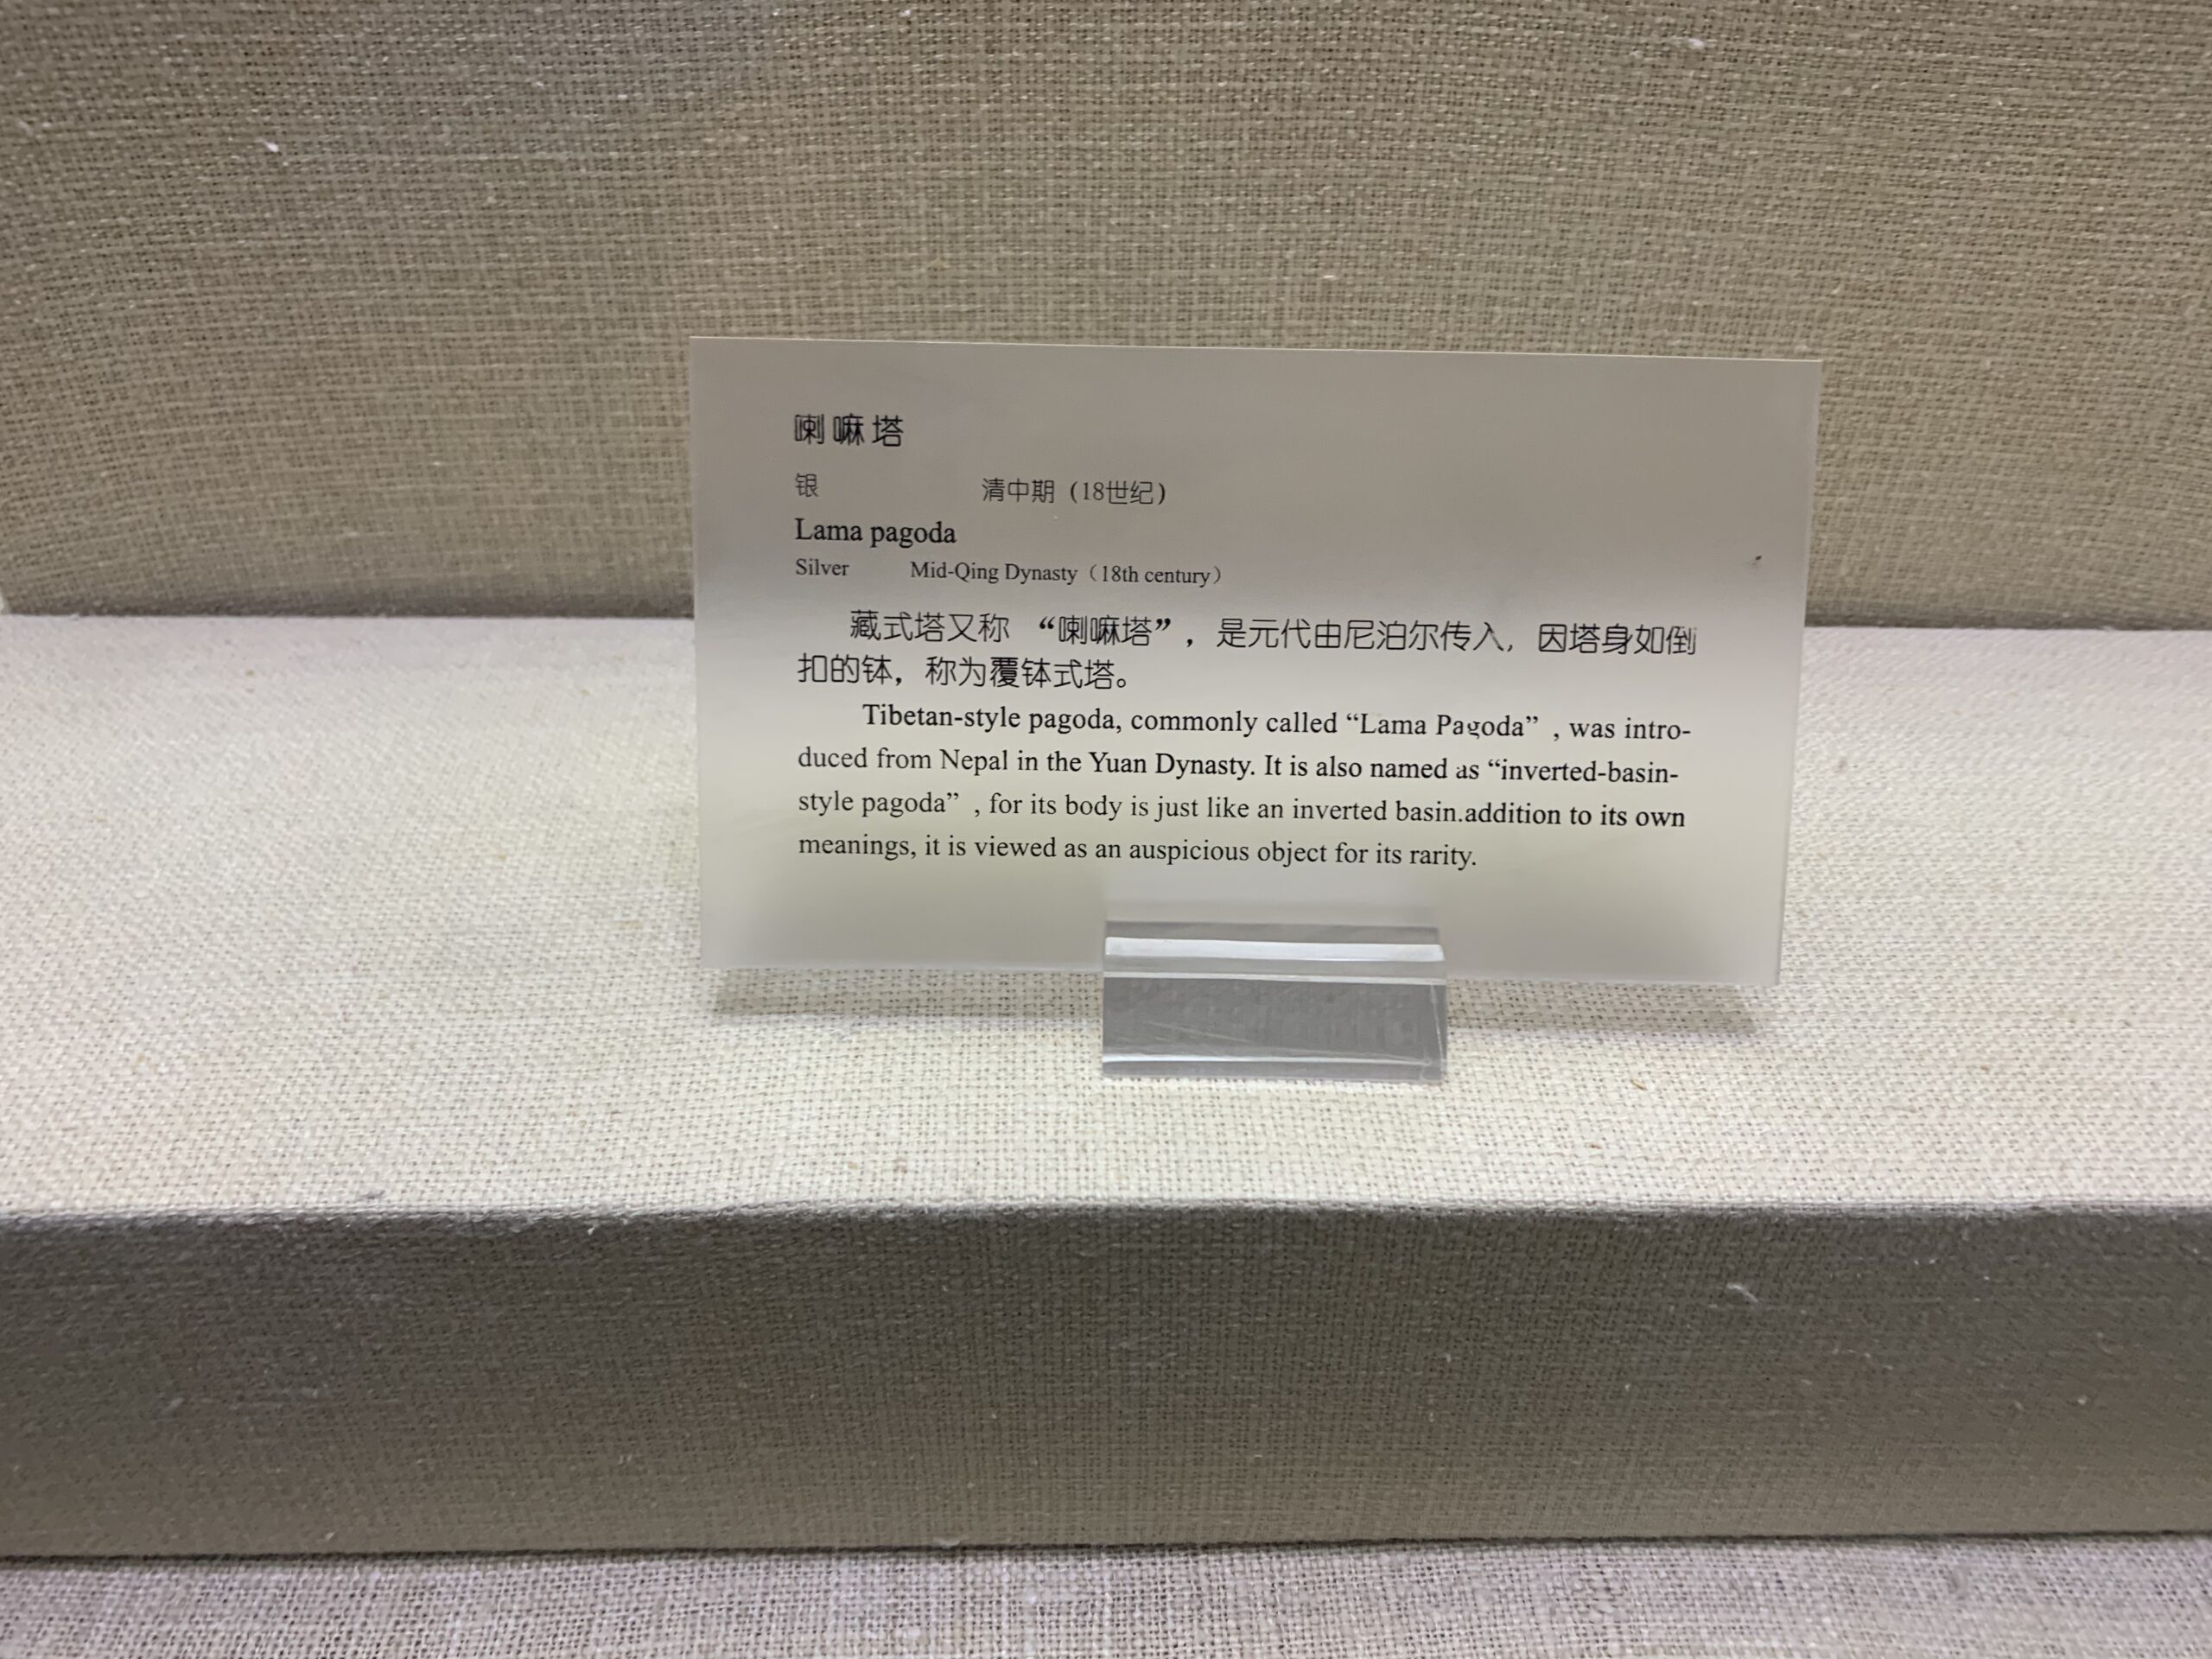 喇嘛塔
银 清中期（18世纪）
Lama pagoda
Silver Mid-Qing Dynasty（18th century）
藏式塔又称 “喇嘛塔”，是元代由尼泊尔传入，因塔身如倒
扣的钵，称为覆钵式塔。
Tibetan-style pagoda, commonly called “Lama Pagoda” , was intro-
duced from Nepal in the Yuan Dynasty. It is also named as “inverted-basin-
style pagoda” , for its body is just like an inverted basin.addition to its own
meanings, it is viewed as an auspicious object for its rarity.